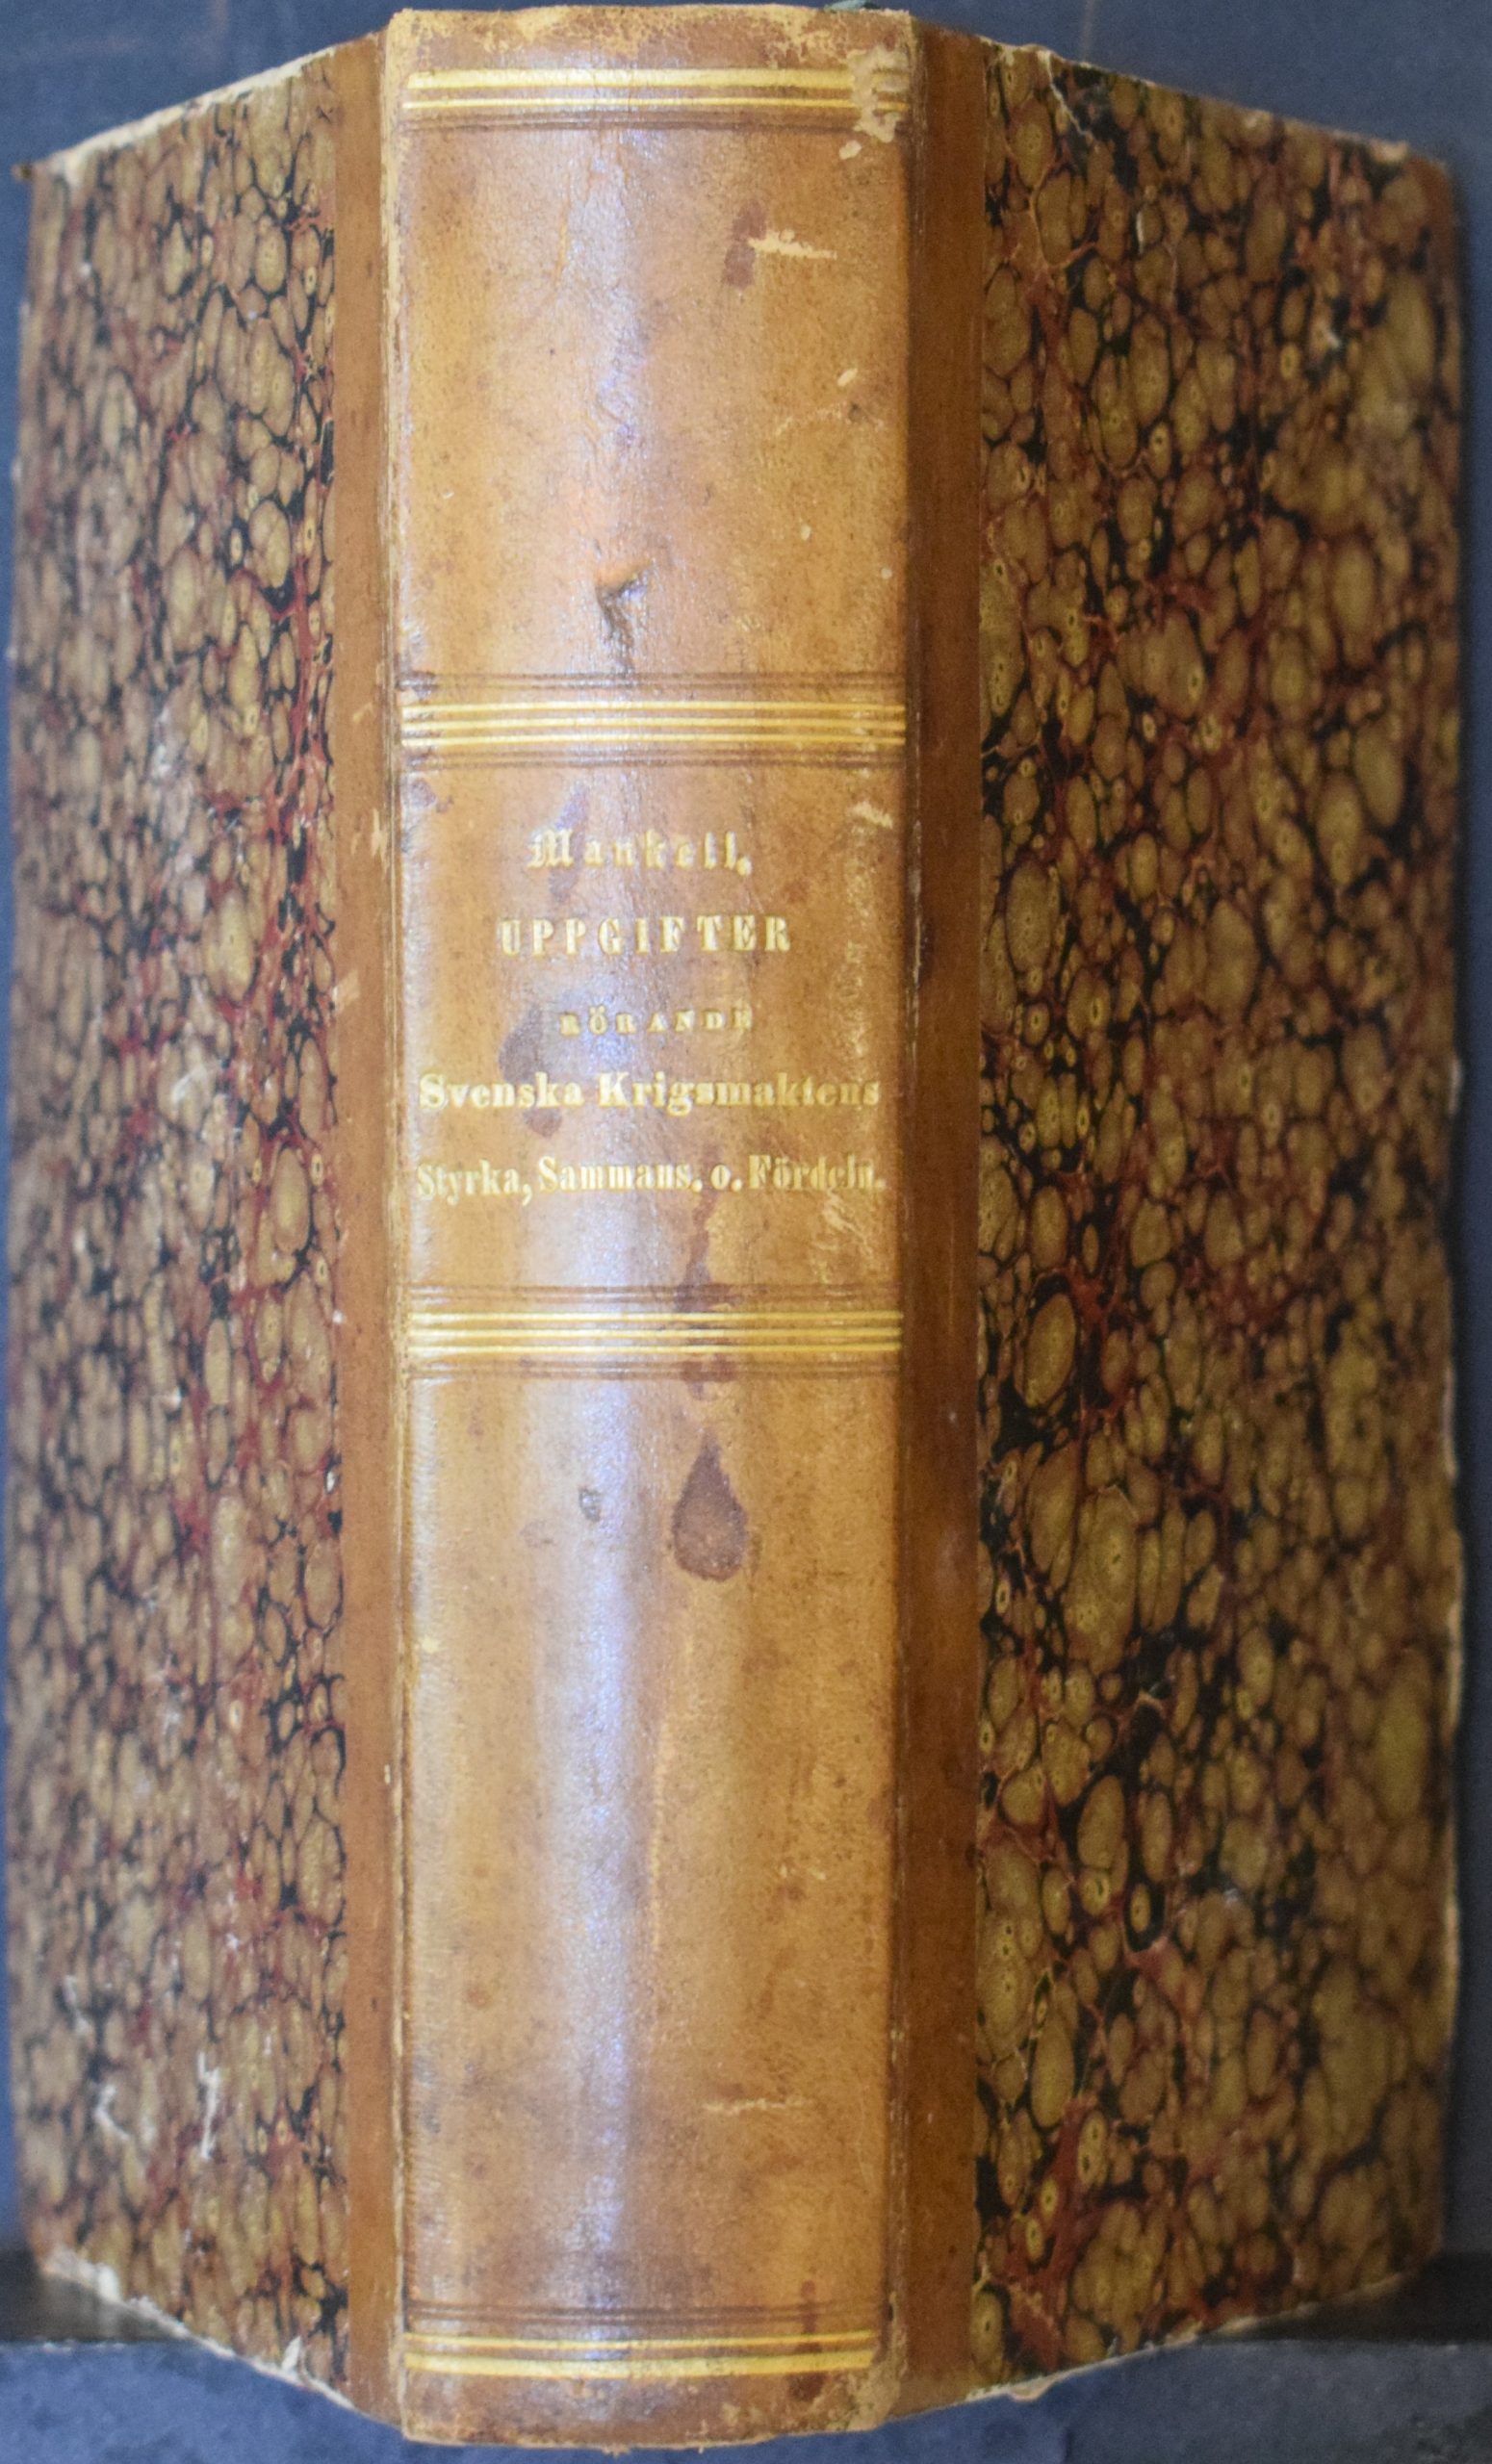 Mankell.
UPPGIFTER
RÖRANDE
Svenska Krigsmaktens
Styrka, Sammans. o. Fördeln.